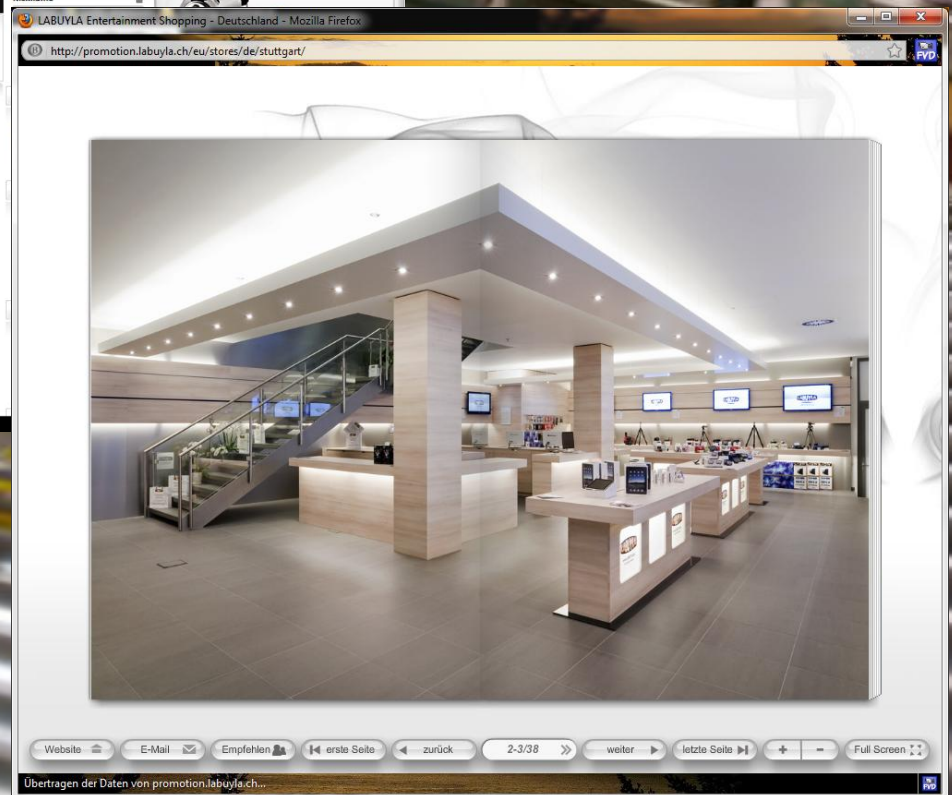 LABUYLA Entertainment Shopping - Deutschland - Mozilla Firefox
http://promotion.labuyla.ch/eu/stores/de/stuttgart/
FVD
Website
E-Mail
Empfehlen
erste Seite
zurück
2-3/38
weiter
letzte Seite
+
-
Full Screen
Übertragen der Daten von promotion.labuyla.ch...
FVD